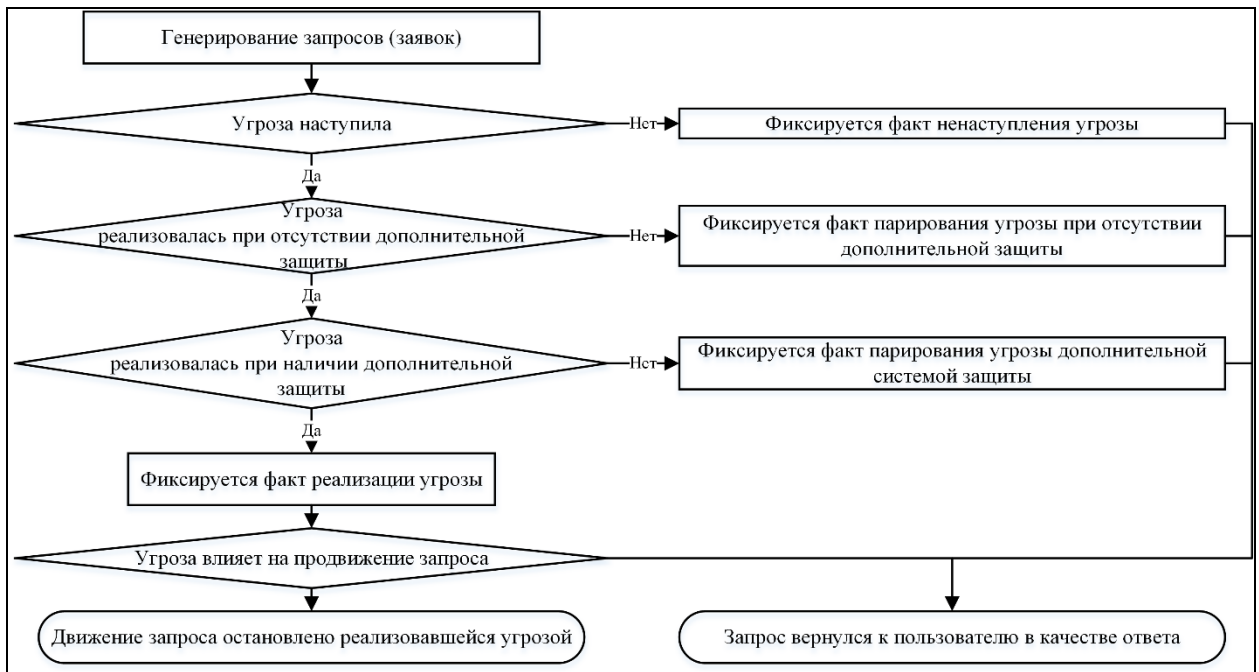 Генерирование запросов (заявок)
Угроза наступила
Нет
Фиксируется факт ненаступления угрозы
Да
Угроза
реализовалась при отсутствии дополнительной
защиты
Нет
Фиксируется факт парирования угрозы при отсутствии
дополнительной защиты
Да
Угроза
реализовалась при наличии дополнительной
защиты
Нет
Фиксируется факт парирования угрозы дополнительной
системой защиты
Да
Фиксируется факт реализации угрозы
Угроза влияет на продвижение запроса
Движение запроса остановлено реализовавшейся угрозой
Запрос вернулся к пользователю в качестве ответа